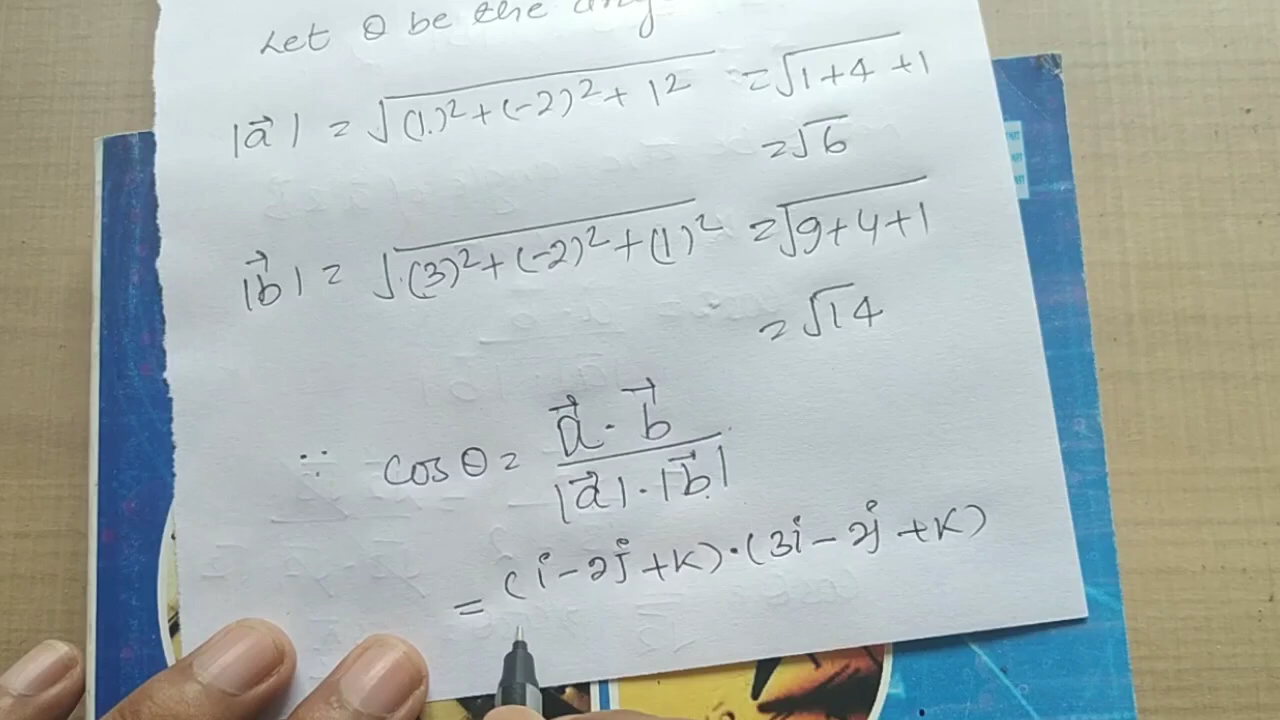 Let θ be the
|a⃗| = √(1.)²+(-2)²+1² = √1+4+1
= √6
|b⃗| = √(3)²+(-2)²+(1)² = √9+4+1
= √14
∵ cos θ = a⃗ · b⃗ / |a⃗| · |b⃗|
= (i-2j+k)·(3i-2j+k)